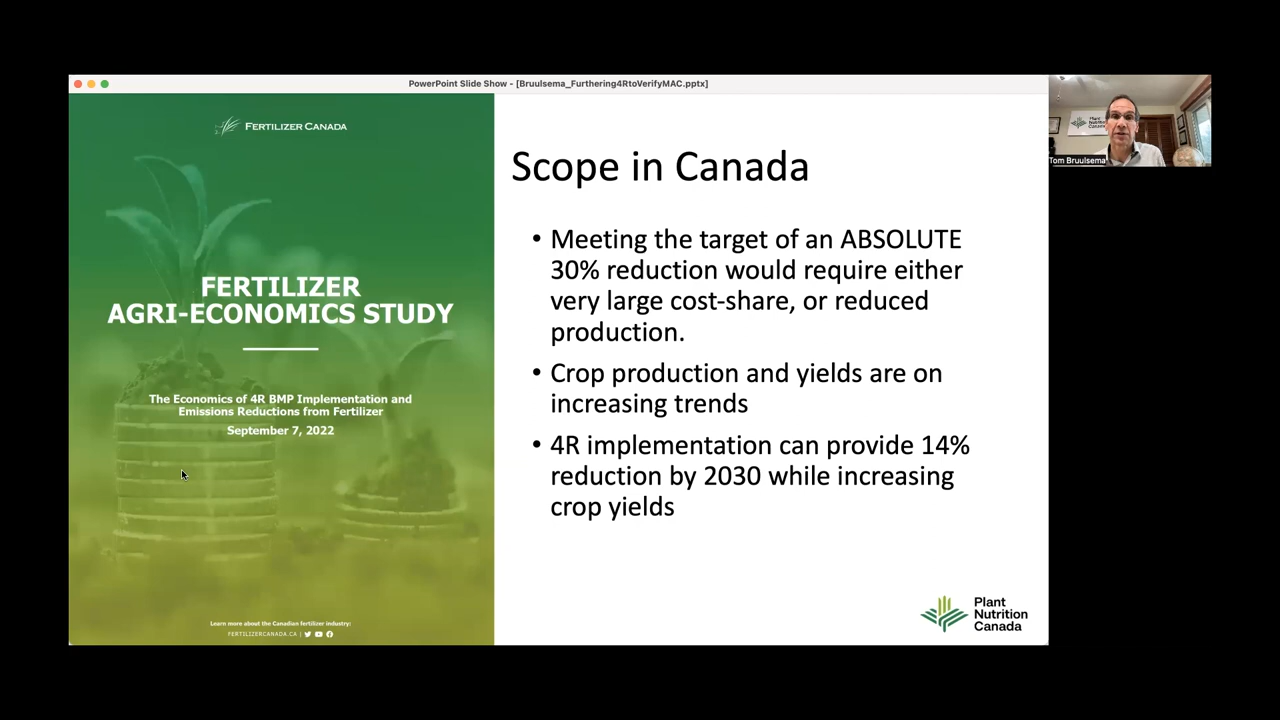 PowerPoint Slide Show - [Bruulsema_Furthering4RtoVerifyMAC.pptx]
FERTILIZER CANADA
FERTILIZER
AGRI-ECONOMICS STUDY
The Economics of 4R BMP Implementation and
Emissions Reductions from Fertilizer
September 7, 2022
Learn more about the Canadian fertilizer industry:
FERTILIZERCANADA.CA |
Scope in Canada
• Meeting the target of an ABSOLUTE
30% reduction would require either
very large cost-share, or reduced
production.
• Crop production and yields are on
increasing trends
• 4R implementation can provide 14%
reduction by 2030 while increasing
crop yields
Plant
Nutrition
Canada
Plant
Nutrition
Canada
Tom Bruulsema